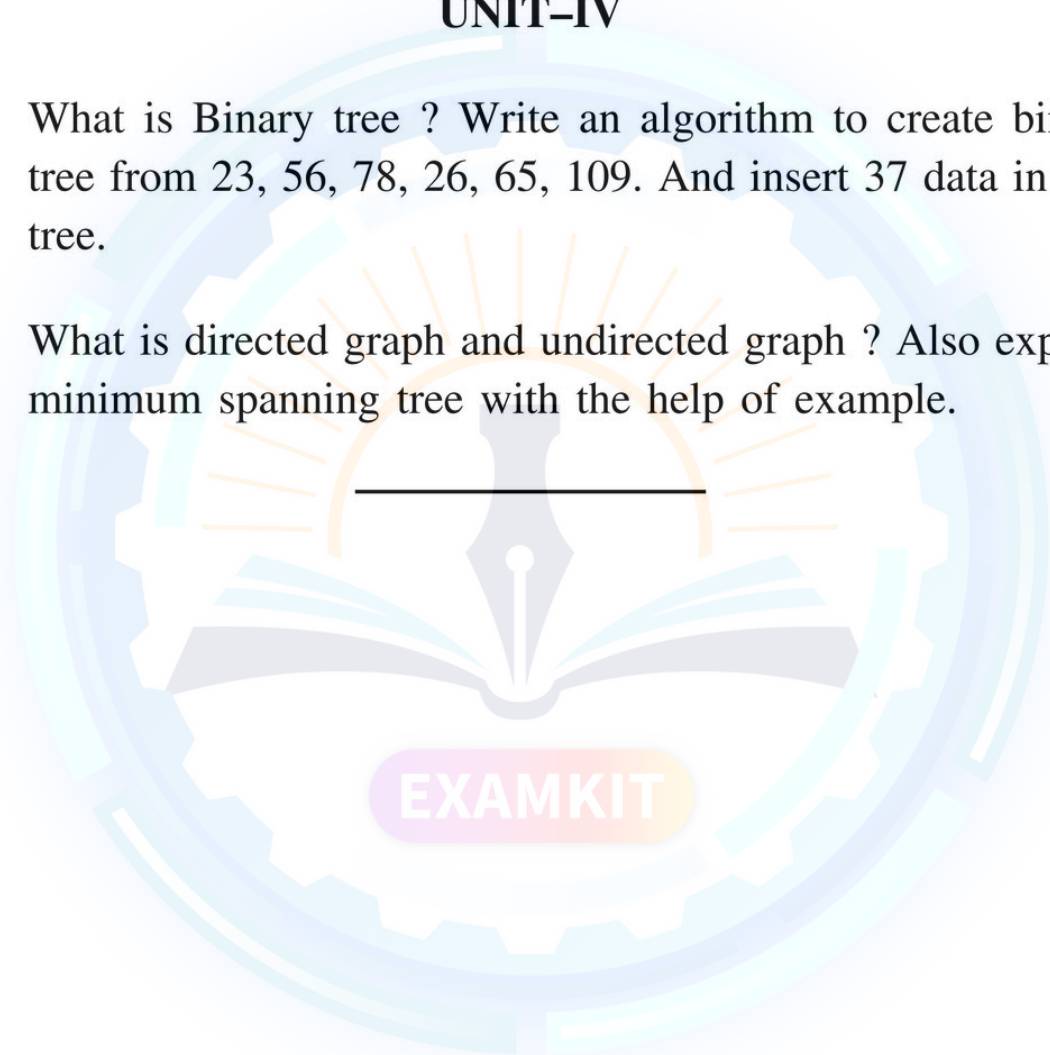 UNIT–IV
What is Binary tree ? Write an algorithm to create
tree from 23, 56, 78, 26, 65, 109. And insert 37 data in
tree.
What is directed graph and undirected graph ? Also
minimum spanning tree with the help of example.
EXAMKIT